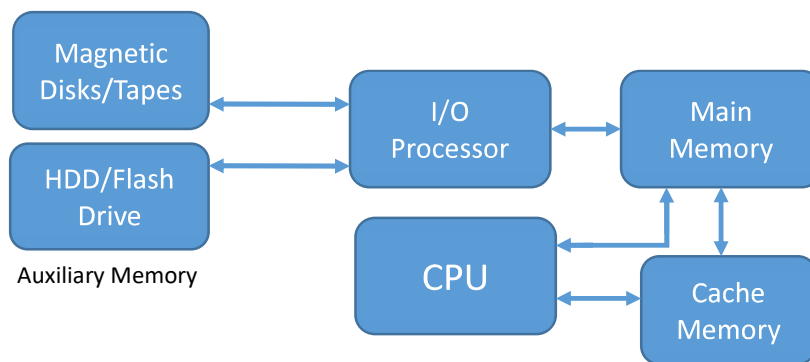 Magnetic
Disks/Tapes
I/O
Processor
Main
Memory
HDD/Flash
Drive
CPU
Auxiliary Memory
Cache
Memory